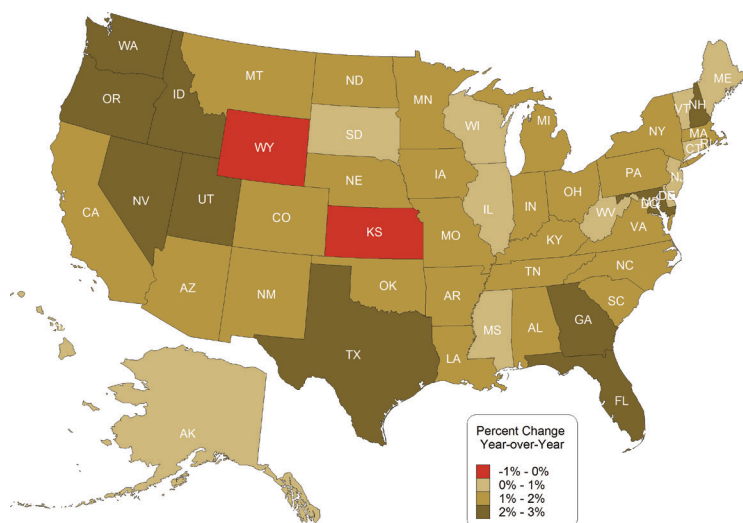 WA
MT
ND
MN
OR
ID
SD
WI
MI
ME
VT
NH
NY
MA
CT
RI
WY
NE
IA
PA
NJ
NV
UT
CO
IL
IN
OH
DE
CA
KS
MO
KY
WV
VA
AZ
NM
OK
AR
TN
NC
SC
TX
LA
MS
AL
GA
FL
AK
Percent Change
Year-over-Year
-1% - 0%
0% - 1%
1% - 2%
2% - 3%